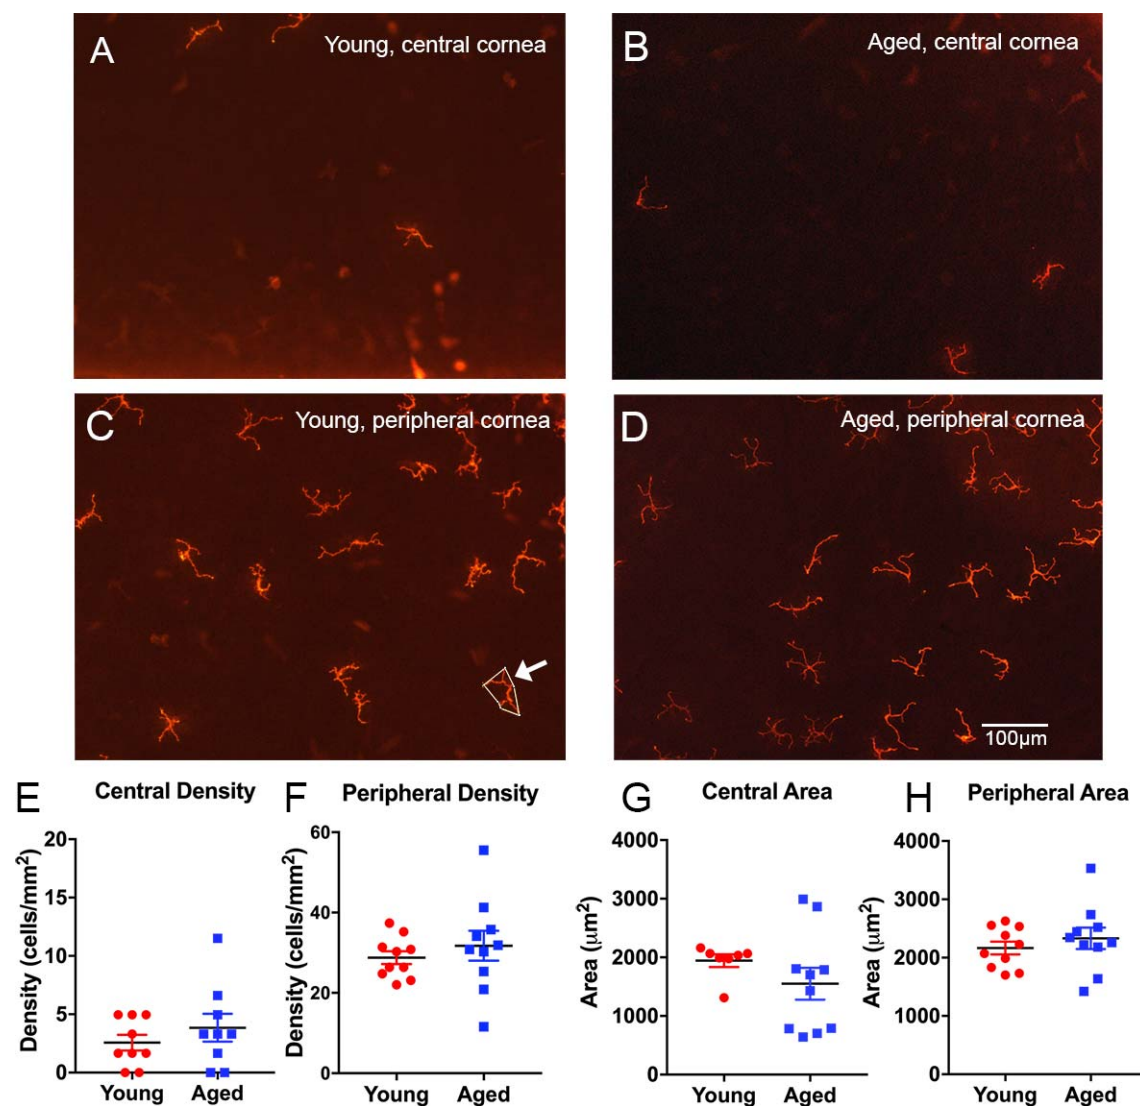 A
Young, central cornea
B
Aged, central cornea
C
Young, peripheral cornea
D
Aged, peripheral cornea
100µm
E
Central Density
Density (cells/mm²)
20
15
10
5
0
Young
Aged
F
Peripheral Density
Density (cells/mm²)
60
40
20
0
Young
Aged
G
Central Area
Area (µm²)
4000
3000
2000
1000
0
Young
Aged
H
Peripheral Area
Area (µm²)
4000
3000
2000
1000
0
Young
Aged